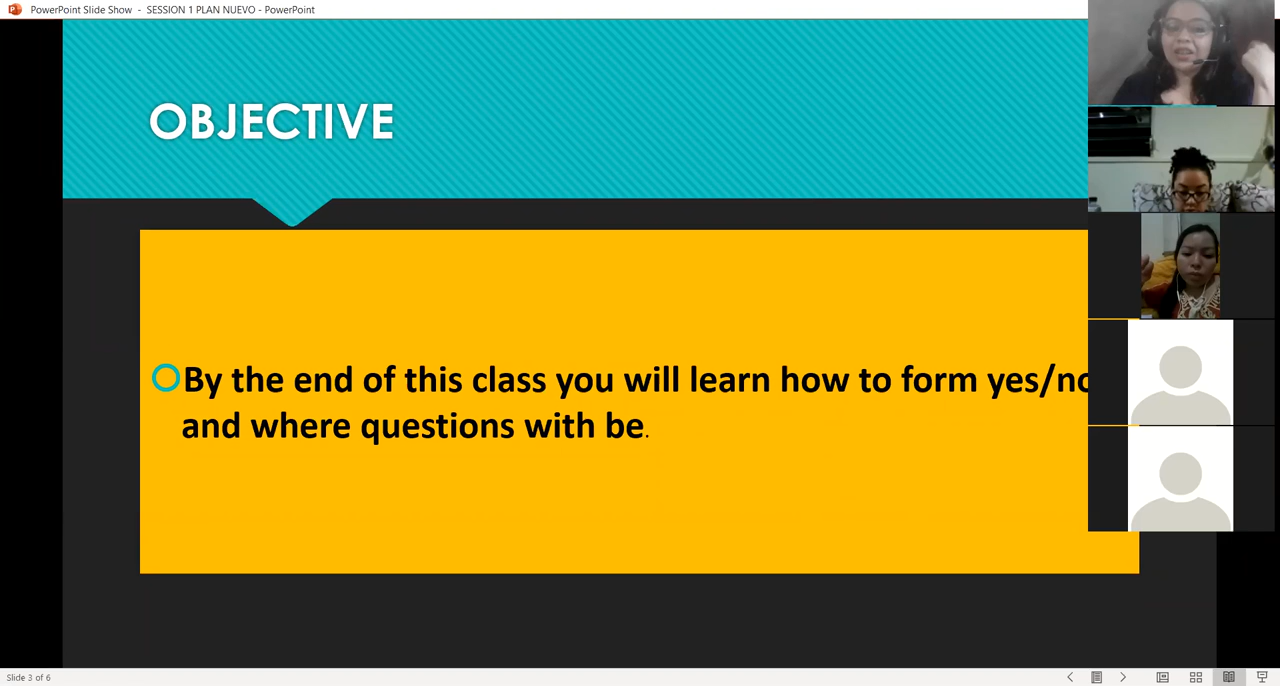 PowerPoint Slide Show - SESSION 1 PLAN NUEVO - PowerPoint
OBJECTIVE
By the end of this class you will learn how to form yes/no
and where questions with be.
Slide 3 of 6